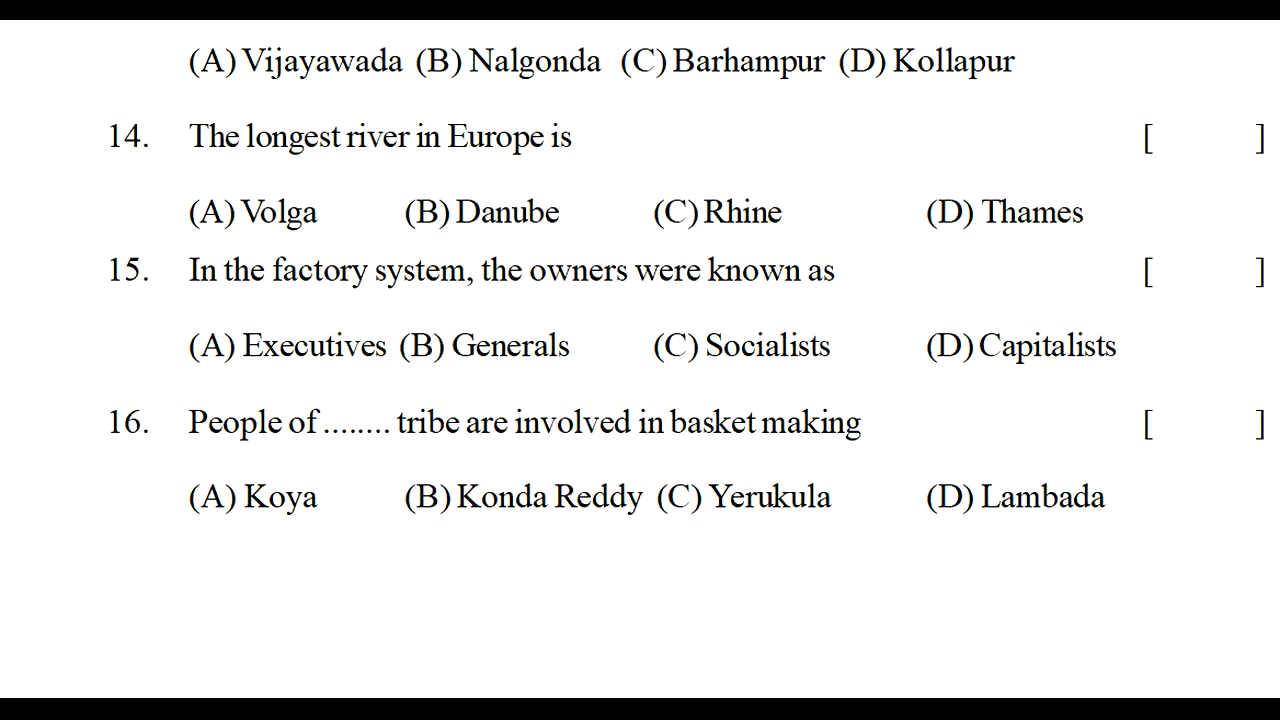 (A) Vijayawada (B) Nalgonda (C) Barhampur (D) Kollapur
14. The longest river in Europe is [ ]
(A) Volga (B) Danube (C) Rhine (D) Thames
15. In the factory system, the owners were known as [ ]
(A) Executives (B) Generals (C) Socialists (D) Capitalists
16. People of ........ tribe are involved in basket making [ ]
(A) Koya (B) Konda Reddy (C) Yerukula (D) Lambada